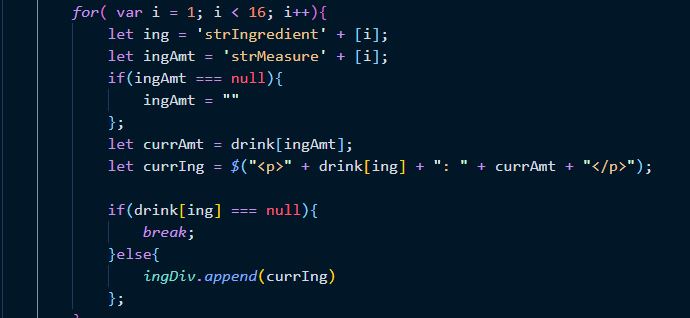 for( var i = 1; i < 16; i++){
let ing = 'strIngredient' + [i];
let ingAmt = 'strMeasure' + [i];
if(ingAmt === null){
ingAmt = ""
};
let currAmt = drink[ingAmt];
let currIng = $("<p>" + drink[ing] + ": " + currAmt + "</p>");
if(drink[ing] === null){
break;
}else{
ingDiv.append(currIng)
};